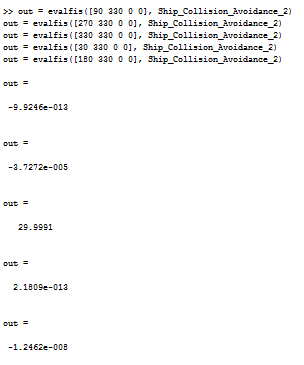 >> out = evalfis([90 330 0 0], Ship_Collision_Avoidance_2)
out = evalfis([270 330 0 0], Ship_Collision_Avoidance_2)
out = evalfis([330 330 0 0], Ship_Collision_Avoidance_2)
out = evalfis([30 330 0 0], Ship_Collision_Avoidance_2)
out = evalfis([180 330 0 0], Ship_Collision_Avoidance_2)
out =
-9.9246e-013
out =
-3.7272e-005
out =
29.9991
out =
2.1809e-013
out =
-1.2462e-008